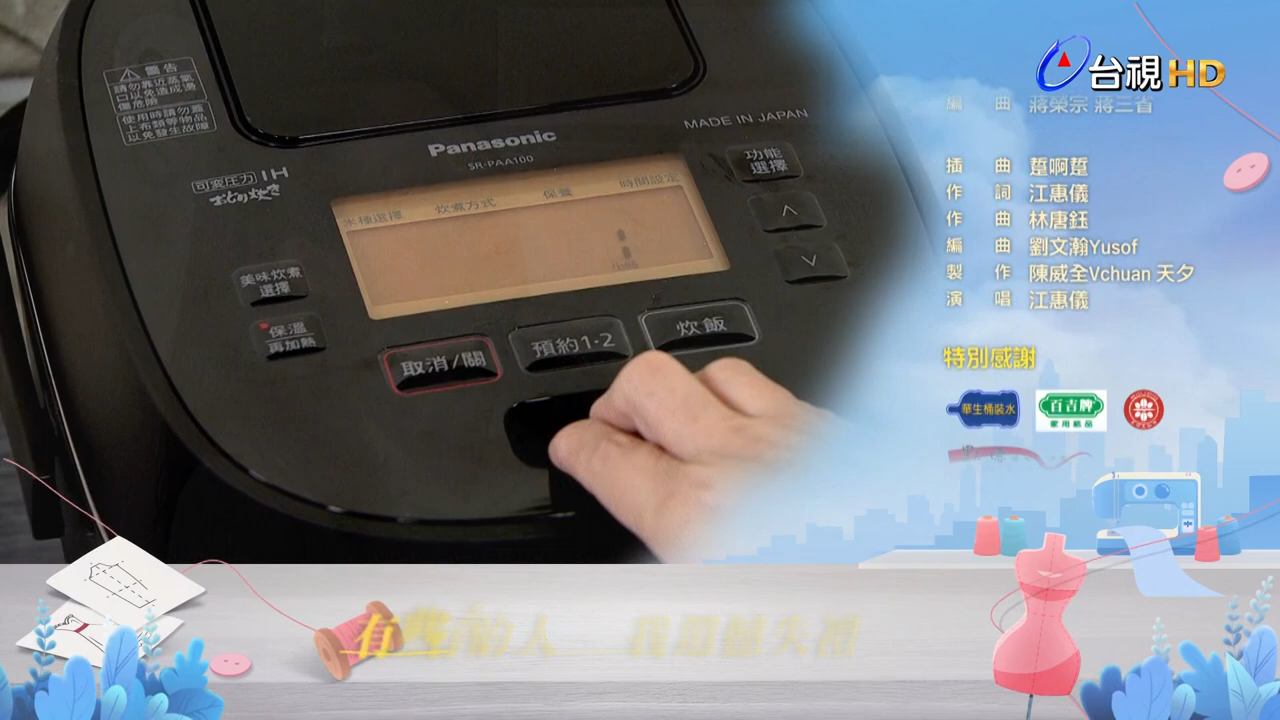 台視HD
編曲 蔣榮宗 蔣三省
插曲 踅啊踅
作詞 江惠儀
作曲 林唐鈺
編曲 劉文瀚Yusof
製作 陳威全Vchuan 天夕
演唱 江惠儀
特別感謝
華生桶裝水
百吉牌
家用紙品
警告
請勿靠近蒸氣
口以免造成燙
傷危險
使用時請勿蓋
上布類等物品
以免發生故障
Panasonic
SR-PAA100
MADE IN JAPAN
可変圧力IH
おどり炊き
米種選擇 炊煮方式 保養 時間設定
小時
功能
選擇
美味炊煮
選擇
保溫
再加熱
取消/關
預約1·2
炊飯
有些